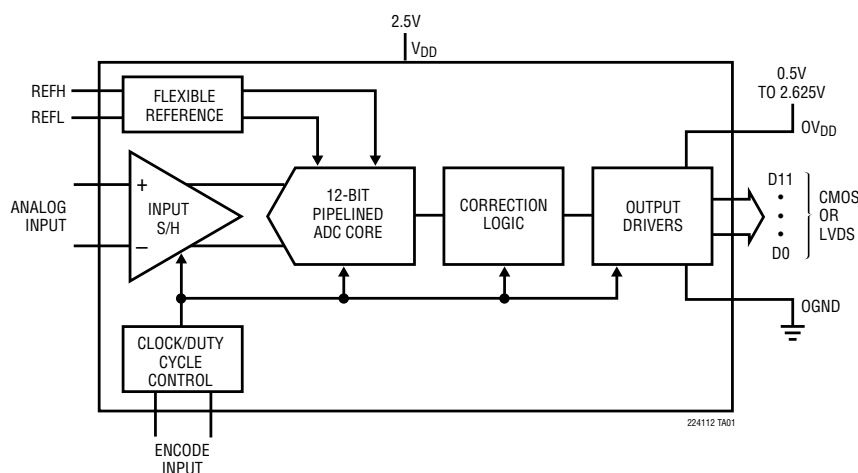 2.5V
VDD
REFH
REFL
FLEXIBLE
REFERENCE
0.5V
TO 2.625V
OVDD
ANALOG
INPUT
+
−
INPUT
S/H
12-BIT
PIPELINED
ADC CORE
CORRECTION
LOGIC
OUTPUT
DRIVERS
D11
•
•
•
D0
CMOS
OR
LVDS
OGND
CLOCK/DUTY
CYCLE
CONTROL
ENCODE
INPUT
224112 TA01